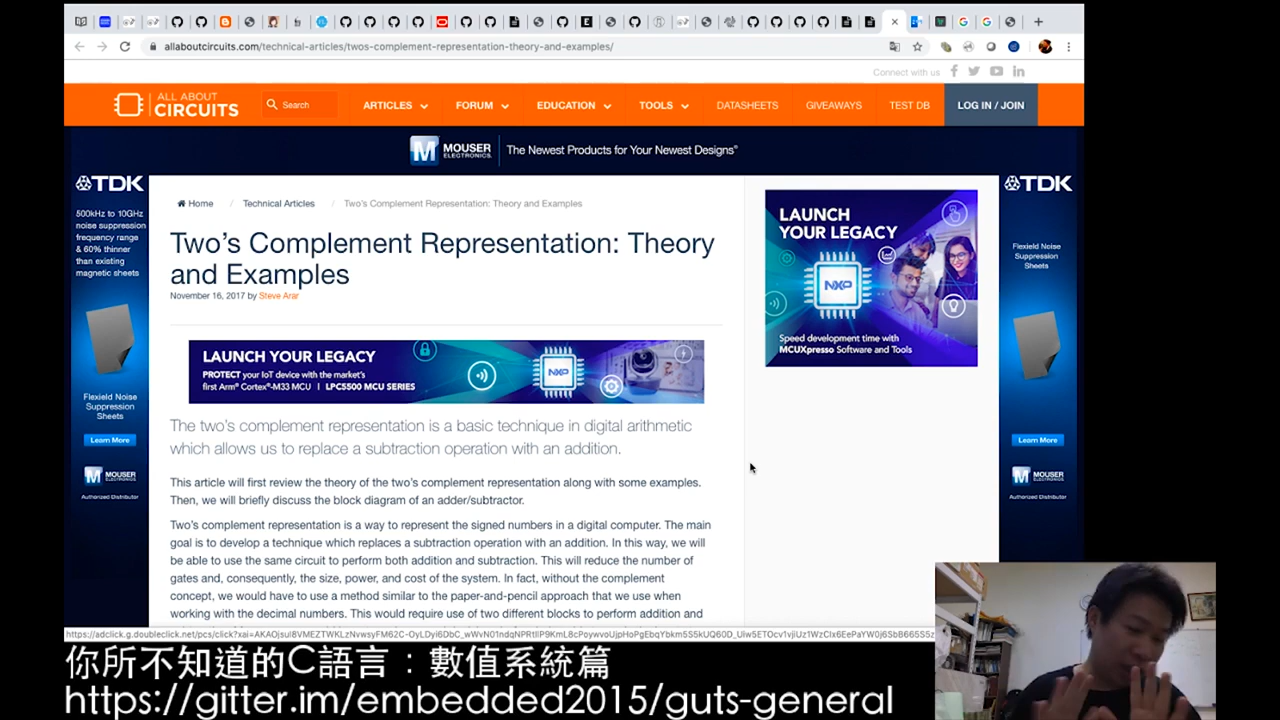 allaboutcircuits.com/technical-articles/twos-complement-representation-theory-and-examples/
Connect with us
ALL ABOUT
CIRCUITS
Search
ARTICLES
FORUM
EDUCATION
TOOLS
DATASHEETS
GIVEAWAYS
TEST DB
LOG IN / JOIN
M MOUSER
ELECTRONICS
The Newest Products for Your Newest Designs®
TDK
500kHz to 10GHz
noise suppression
frequency range
& 60% thinner
than existing
magnetic sheets
Flexield Noise
Suppression
Sheets
Learn More
M MOUSER
ELECTRONICS
Authorized Distributor
Home / Technical Articles / Two's Complement Representation: Theory and Examples
Two's Complement Representation: Theory
and Examples
November 16, 2017 by Steve Arar
LAUNCH YOUR LEGACY
PROTECT your IoT device with the market's
first Arm® Cortex®-M33 MCU | LPC5500 MCU SERIES
NXP
The two's complement representation is a basic technique in digital arithmetic
which allows us to replace a subtraction operation with an addition.
This article will first review the theory of the two's complement representation along with some examples.
Then, we will briefly discuss the block diagram of an adder/subtractor.
Two's complement representation is a way to represent the signed numbers in a digital computer. The main
goal is to develop a technique which replaces a subtraction operation with an addition. In this way, we will
be able to use the same circuit to perform both addition and subtraction. This will reduce the number of
gates and, consequently, the size, power, and cost of the system. In fact, without the complement
concept, we would have to use a method similar to the paper-and-pencil approach that we use when
working with the decimal numbers. This would require use of two different blocks to perform addition and
LAUNCH
YOUR LEGACY
NXP
Speed development time with
MCUXpresso Software and Tools
TDK
Flexield Noise
Suppression
Sheets
Learn More
M MOUSER
ELECTRONICS
Authorized Distributor
你所不知道的C語言：數值系統篇
https://gitter.im/embedded2015/guts-general